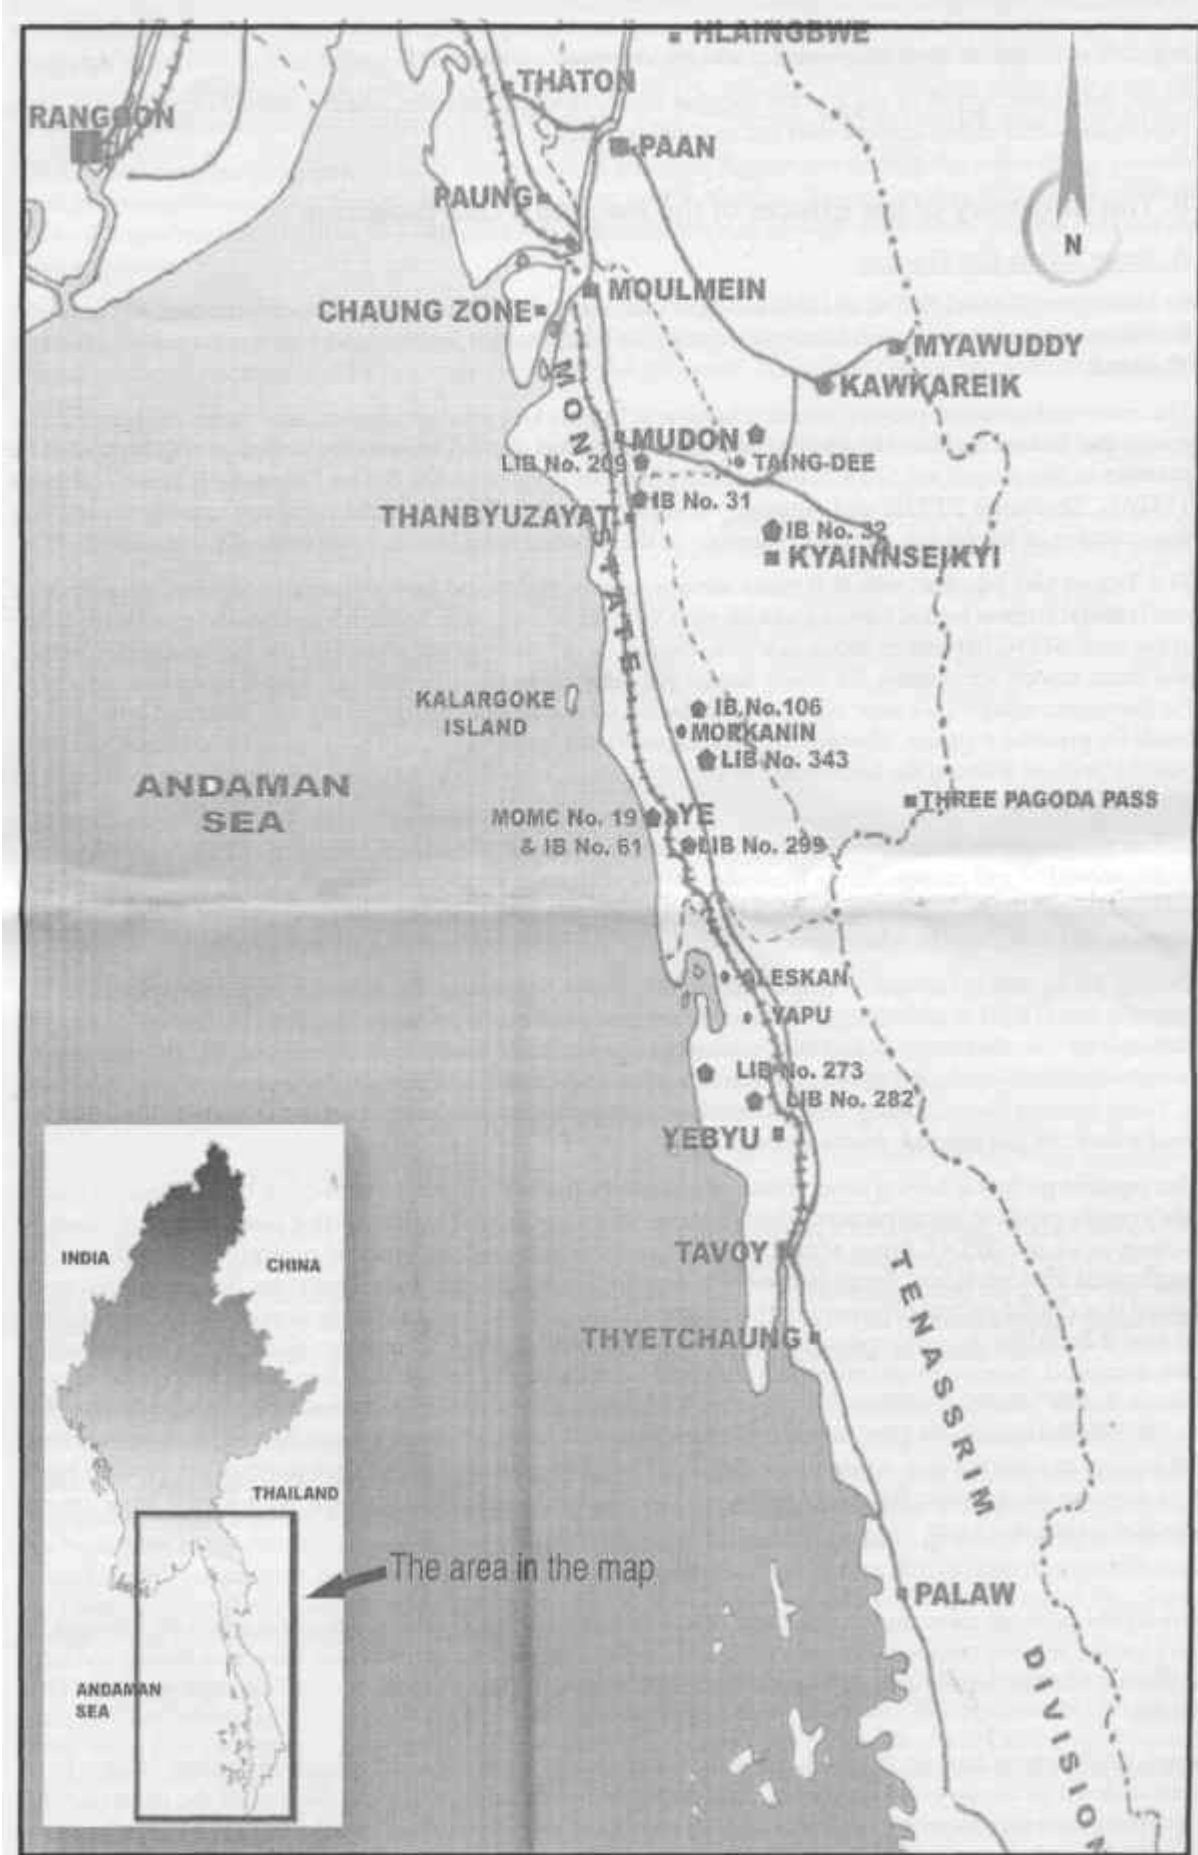 HLAINGBWE
THATON
RANGOON
PAAN
PAUNG
N
MOULMEIN
CHAUNG ZONE
MYAWUDDY
KAWKAREIK
MON STATE
MUDON
LIB No. 209
TAING-DEE
IB No. 31
THANBYUZAYAT
IB No. 32
KYAINNSEIKYI
KALARGOKE
ISLAND
IB.No.106
MORKANIN
LIB No. 343
ANDAMAN
SEA
THREE PAGODA PASS
MOMC No. 19
& IB No. 61
YE
LIB No. 299
ALESKAN
YAPU
LIB No. 273
LIB No. 282
YEBYU
TAVOY
THYETCHAUNG
TENASSRIM
DIVISION
PALAW
INDIA
CHINA
THAILAND
The area in the map
ANDAMAN
SEA